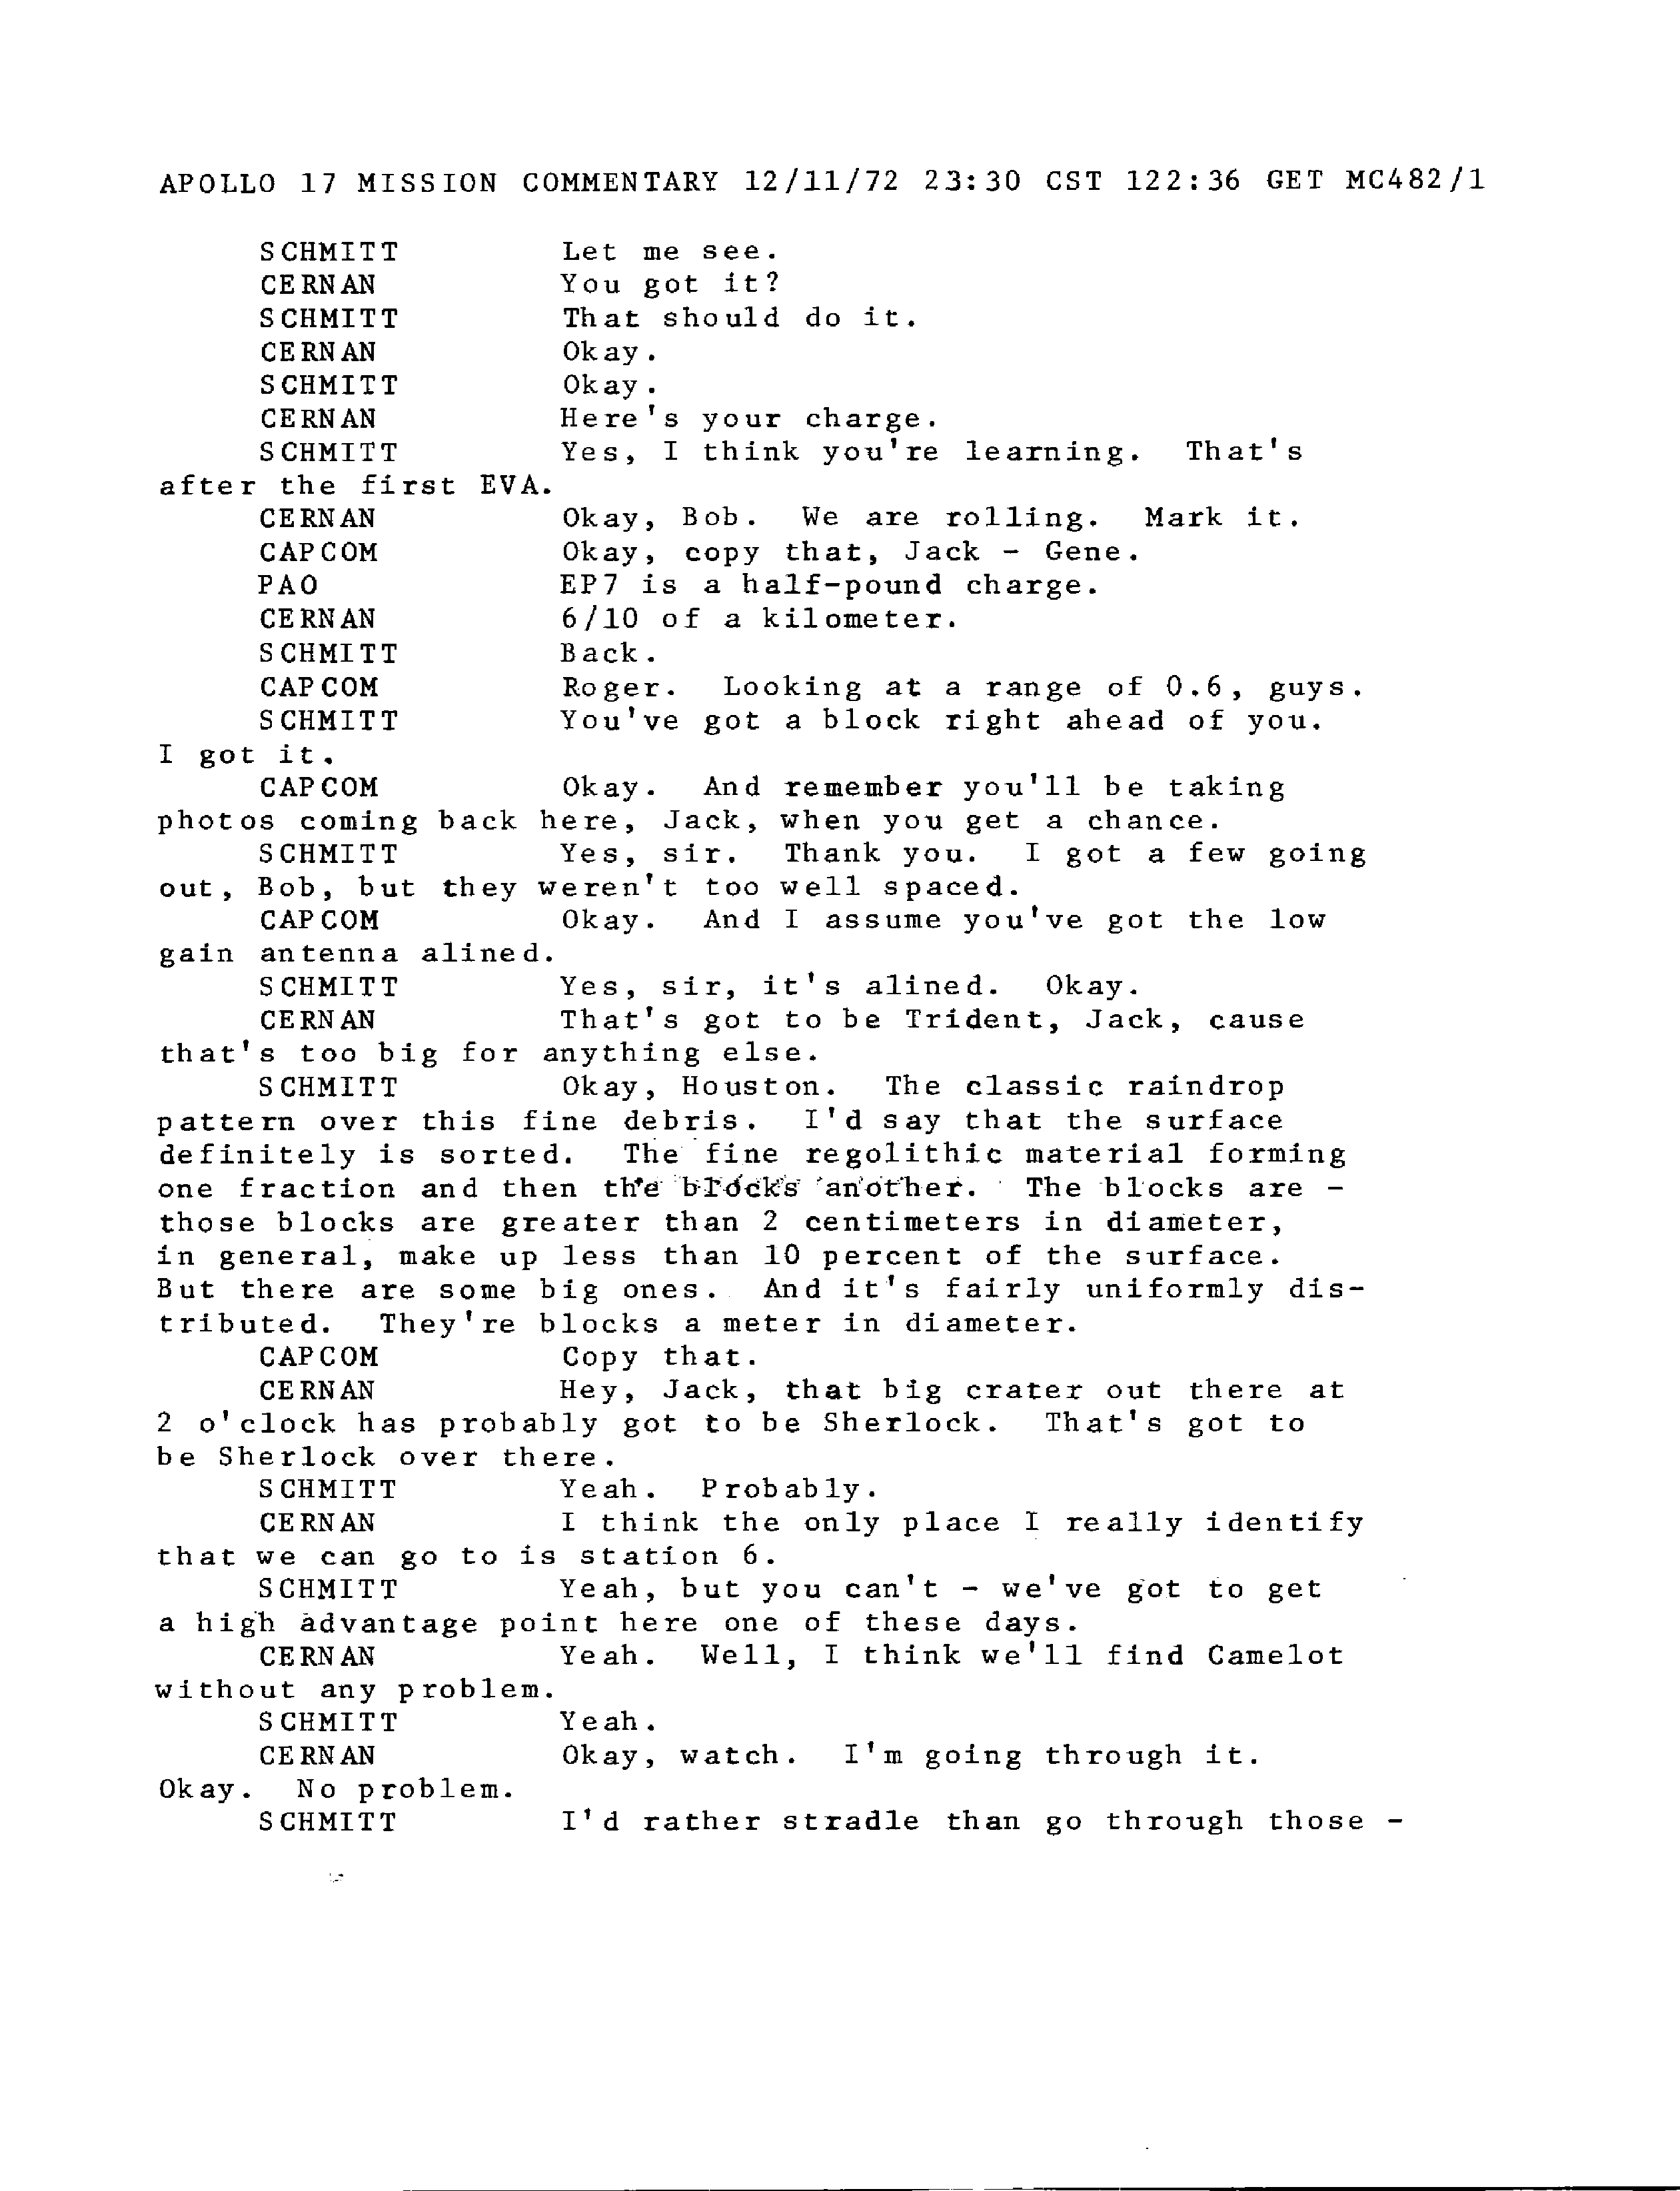 APOLLO 17 MISSION COMMENTARY 12/11/72 23:30 CST 122:36 GET MC482/1
SCHMITT Let me see.
CERNAN You got it?
SCHMITT That should do it.
CERNAN Okay.
SCHMITT Okay.
CERNAN Here's your charge.
SCHMITT Yes, I think you're learning. That's
after the first EVA.
CERNAN Okay, Bob. We are rolling. Mark it.
CAPCOM Okay, copy that, Jack - Gene.
PAO EP7 is a half-pound charge.
CERNAN 6/10 of a kilometer.
SCHMITT Back.
CAPCOM Roger. Looking at a range of 0.6, guys.
SCHMITT You've got a block right ahead of you.
I got it.
CAPCOM Okay. And remember you'll be taking
photos coming back here, Jack, when you get a chance.
SCHMITT Yes, sir. Thank you. I got a few going
out, Bob, but they weren't too well spaced.
CAPCOM Okay. And I assume you've got the low
gain antenna alined.
SCHMITT Yes, sir, it's alined. Okay.
CERNAN That's got to be Trident, Jack, cause
that's too big for anything else.
SCHMITT Okay, Houston. The classic raindrop
pattern over this fine debris. I'd say that the surface
definitely is sorted. The fine regolithic material forming
one fraction and then the blocks another. The blocks are -
those blocks are greater than 2 centimeters in diameter,
in general, make up less than 10 percent of the surface.
But there are some big ones. And it's fairly uniformly dis-
tributed. They're blocks a meter in diameter.
CAPCOM Copy that.
CERNAN Hey, Jack, that big crater out there at
2 o'clock has probably got to be Sherlock. That's got to
be Sherlock over there.
SCHMITT Yeah. Probably.
CERNAN I think the only place I really identify
that we can go to is station 6.
SCHMITT Yeah, but you can't - we've got to get
a high advantage point here one of these days.
CERNAN Yeah. Well, I think we'll find Camelot
without any problem.
SCHMITT Yeah.
CERNAN Okay, watch. I'm going through it.
Okay. No problem.
SCHMITT I'd rather stradle than go through those -